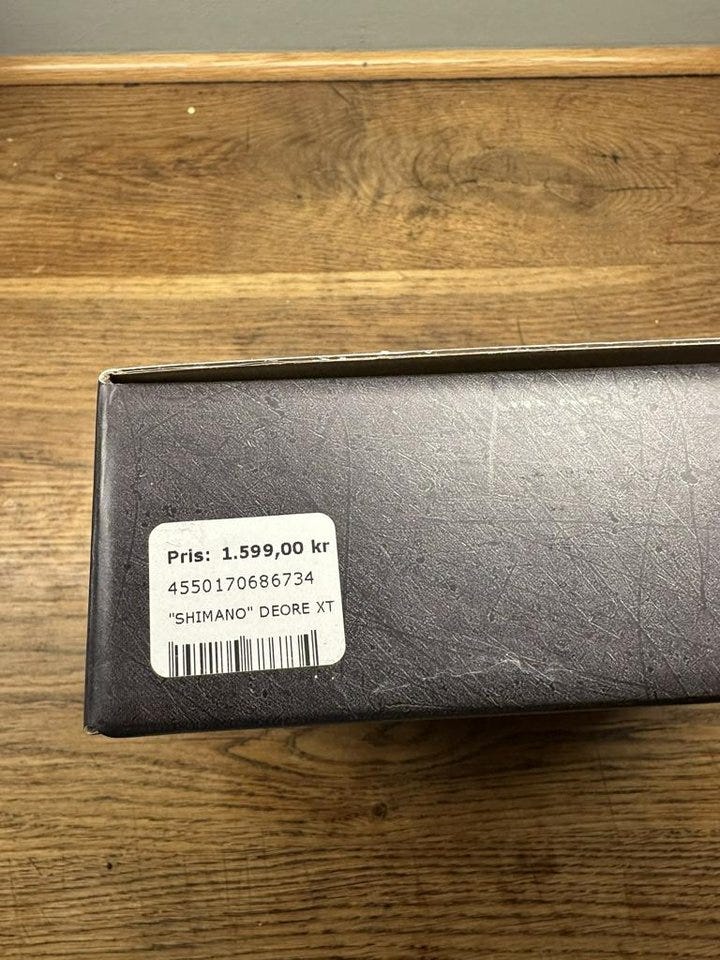 Pris: 1.599,00 kr
4550170686734
"SHIMANO" DEORE XT